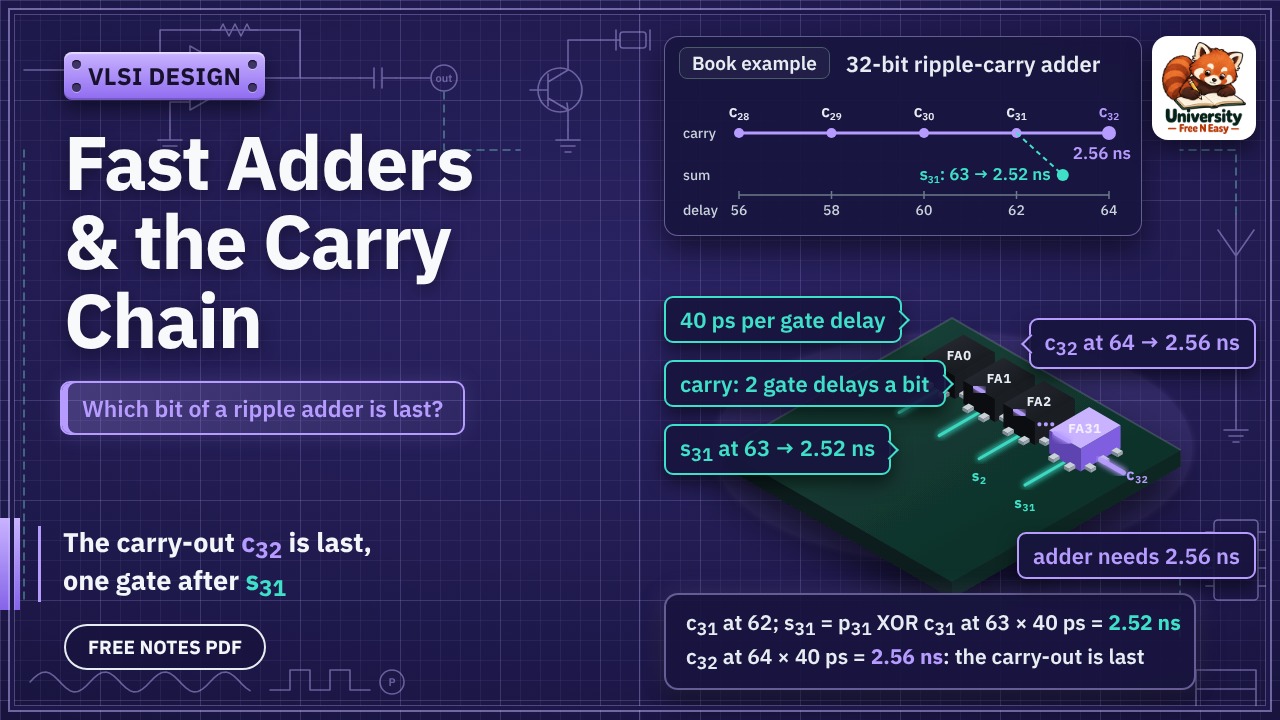 VLSI DESIGN
out
Fast Adders
& the Carry
Chain
Which bit of a ripple adder is last?
The carry-out c₃₂ is last,
one gate after s₃₁
FREE NOTES PDF
P
Book example
32-bit ripple-carry adder
c₂₈ c₂₉ c₃₀ c₃₁ c₃₂
carry
2.56 ns
sum
s₃₁: 63 → 2.52 ns
delay 56 58 60 62 64
University
Free N Easy
40 ps per gate delay
carry: 2 gate delays a bit
s₃₁ at 63 → 2.52 ns
c₃₂ at 64 → 2.56 ns
FA0
FA1
FA2
FA31
s₂
s₃₁
c₃₂
adder needs 2.56 ns
c₃₁ at 62; s₃₁ = p₃₁ XOR c₃₁ at 63 × 40 ps = 2.52 ns
c₃₂ at 64 × 40 ps = 2.56 ns: the carry-out is last